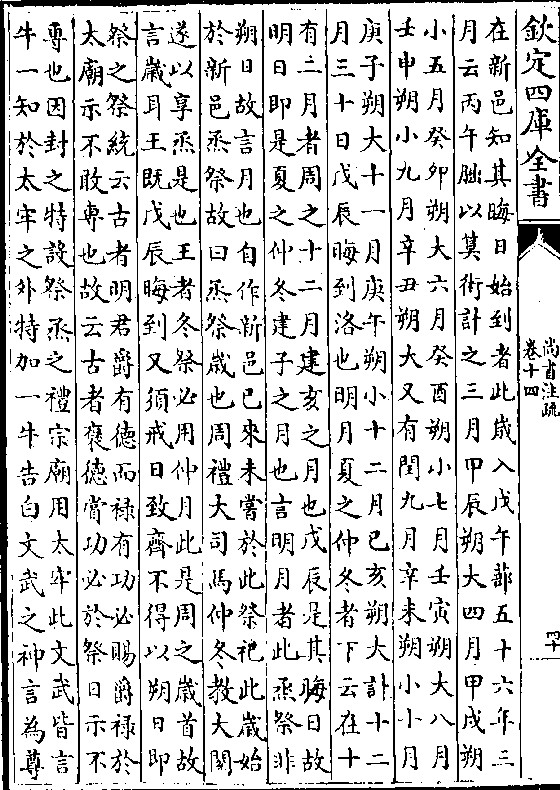 欽定四庫全書
尚書注疏
卷十四
四十
在新邑知其晦日始到者此歲入戊午蔀五十六年三
月云丙午朏以算術計之三月甲辰朔大四月甲戌朔
小五月癸卯朔大六月癸酉朔小七月壬寅朔大八月
壬申朔小九月辛丑朔大又有閏九月辛未朔小十月
庚子朔大十一月庚午朔小十二月己亥朔大計十二
月三十日戊辰晦到洛也明月夏之仲冬者下云在十
有二月者周之十二月建亥之月也戊辰是其晦日故
明日即是夏之仲冬建子之月也言明月者此烝祭非
朔日故言月也自作新邑已來未嘗於此祭祀此歲始
於新邑烝祭故曰烝祭歲也周禮大司馬仲冬教大閱
遂以享烝是也王者冬祭必用仲月此是周之歲首故
言歲耳王既戊辰晦到又須戒日致齊不得以朔日即
祭之祭統云古者明君爵有德而祿有功必賜爵祿於
太廟示不敢專也故云古者褒德賞功必於祭日示不
專也因封之特設祭烝之禮宗廟用太牢此文武皆言
牛一知於太牢之外特加一牛告白文武之神言為尊